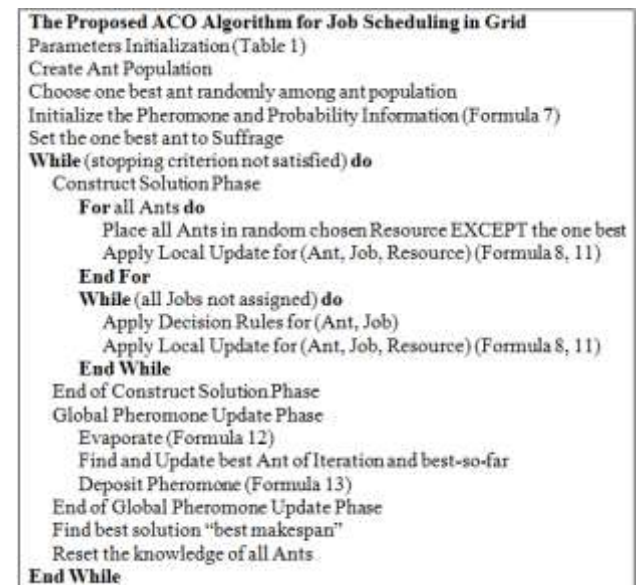 The Proposed ACO Algorithm for Job Scheduling in Grid
Parameters Initialization (Table 1)
Create Ant Population
Choose one best ant randomly among ant population
Initialize the Pheromone and Probability Information (Formula 7)
Set the one best ant to Suffrage
While (stopping criterion not satisfied) do
Construct Solution Phase
For all Ants do
Place all Ants in random chosen Resource EXCEPT the one best
Apply Local Update for (Ant, Job, Resource) (Formula 8, 11)
End For
While (all Jobs not assigned) do
Apply Decision Rules for (Ant, Job)
Apply Local Update for (Ant, Job, Resource) (Formula 8, 11)
End While
End of Construct Solution Phase
Global Pheromone Update Phase
Evaporate (Formula 12)
Find and Update best Ant of Iteration and best-so-far
Deposit Pheromone (Formula 13)
End of Global Pheromone Update Phase
Find best solution “best makespan”
Reset the knowledge of all Ants
End While